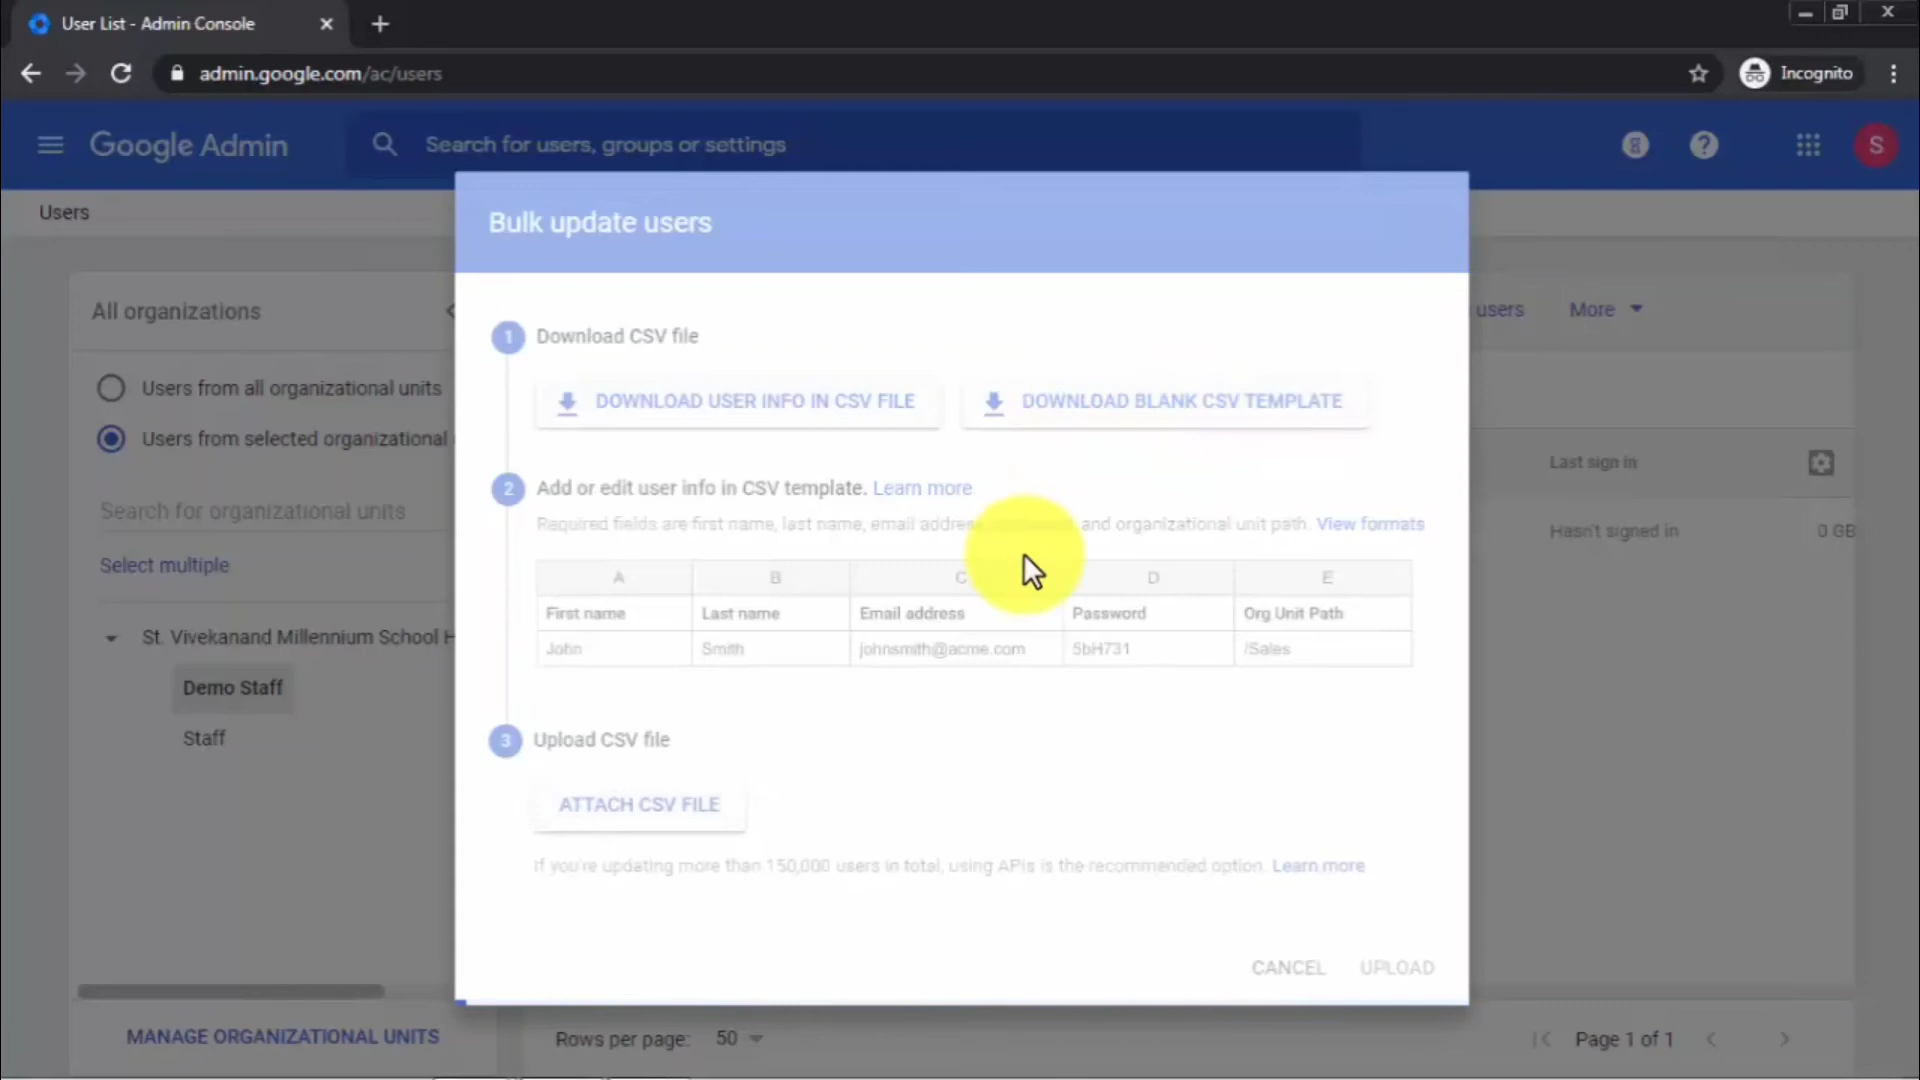 User List - Admin Console
admin.google.com/ac/users
Incognito
Google Admin
Search for users, groups or settings
S
Users
Bulk update users
All organizations
users
More
1
Download CSV file
Users from all organizational units
DOWNLOAD USER INFO IN CSV FILE
DOWNLOAD BLANK CSV TEMPLATE
Users from selected organizational
Last sign in
2
Add or edit user info in CSV template. Learn more
Search for organizational units
Required fields are first name, last name, email and organizational unit path. View formats
Hasn't signed in
0 GB
Select multiple
A B C D E
First name Last name Email address Password Org Unit Path
John Smith johnsmith@acme.com 5bH731 /Sales
St. Vivekanand Millennium School H
Demo Staff
Staff
3
Upload CSV file
ATTACH CSV FILE
If you're updating more than 150,000 users in total, using APIs is the recommended option. Learn more
CANCEL
UPLOAD
MANAGE ORGANIZATIONAL UNITS
Rows per page: 50
Page 1 of 1